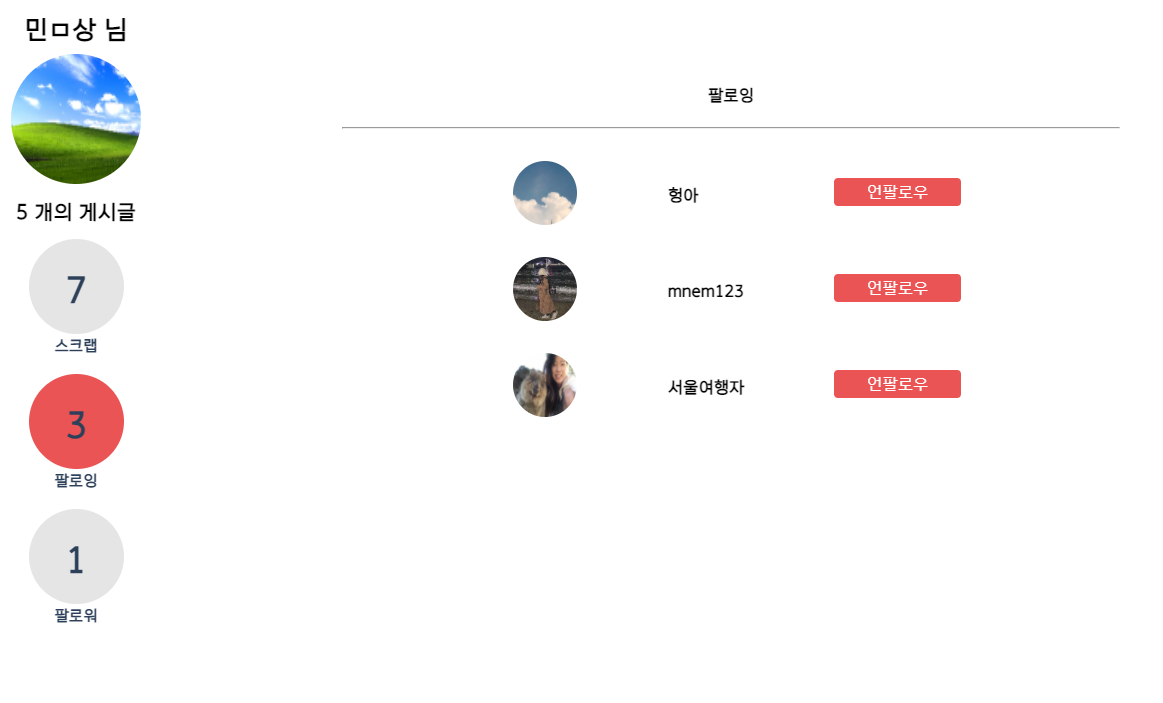 민ㅁ상 님
5 개의 게시글
7
스크랩
3
팔로잉
1
팔로워
팔로잉
헝아
언팔로우
mnem123
언팔로우
서울여행자
언팔로우